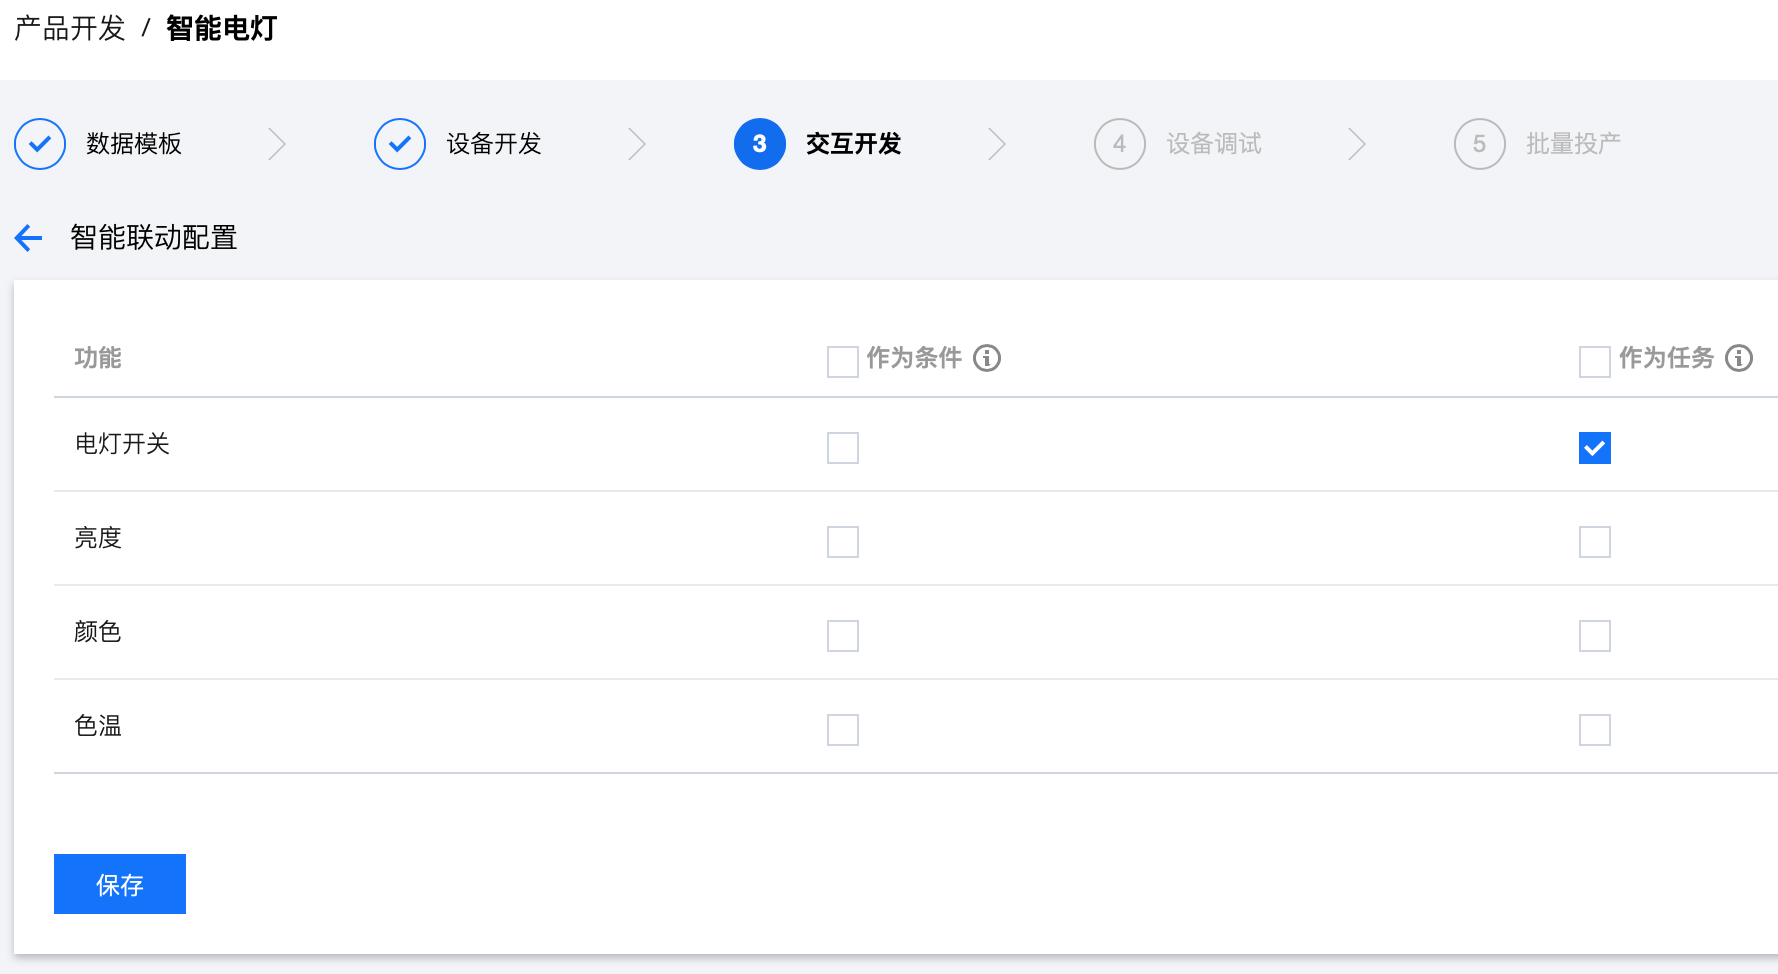 产品开发 / 智能电灯
数据模板
设备开发
3 交互开发
4 设备调试
5 批量投产
智能联动配置
功能 作为条件 作为任务
电灯开关
亮度
颜色
色温
保存